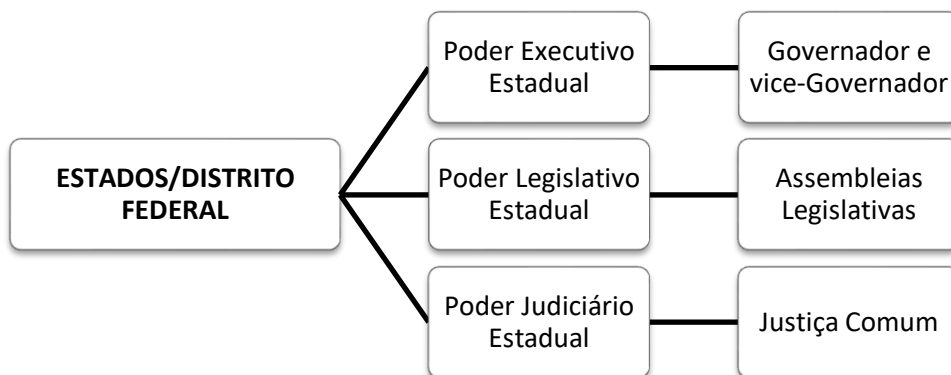 ESTADOS/DISTRITO
FEDERAL
Poder Executivo
Estadual
Governador e
vice-Governador
Poder Legislativo
Estadual
Assembleias
Legislativas
Poder Judiciário
Estadual
Justiça Comum